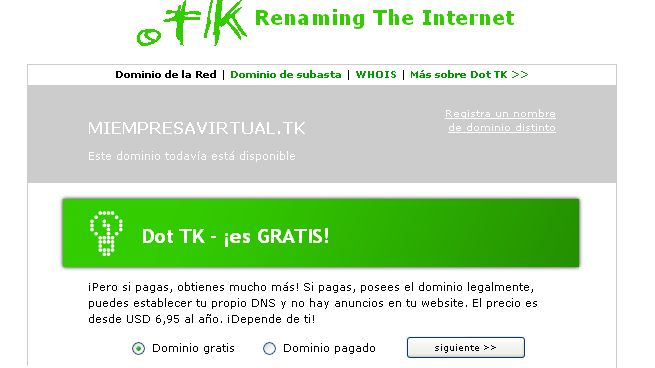 .TK Renaming The Internet
Dominio de la Red | Dominio de subasta | WHOIS | Más sobre Dot TK >>
Registra un nombre
de dominio distinto
MIEMPRESAVIRTUAL.TK
Este dominio todavía está disponible
Dot TK - ¡es GRATIS!
¡Pero si pagas, obtienes mucho más! Si pagas, posees el dominio legalmente,
puedes establecer tu propio DNS y no hay anuncios en tu website. El precio es
desde USD 6,95 al año. ¡Depende de ti!
Dominio gratis Dominio pagado siguiente >>